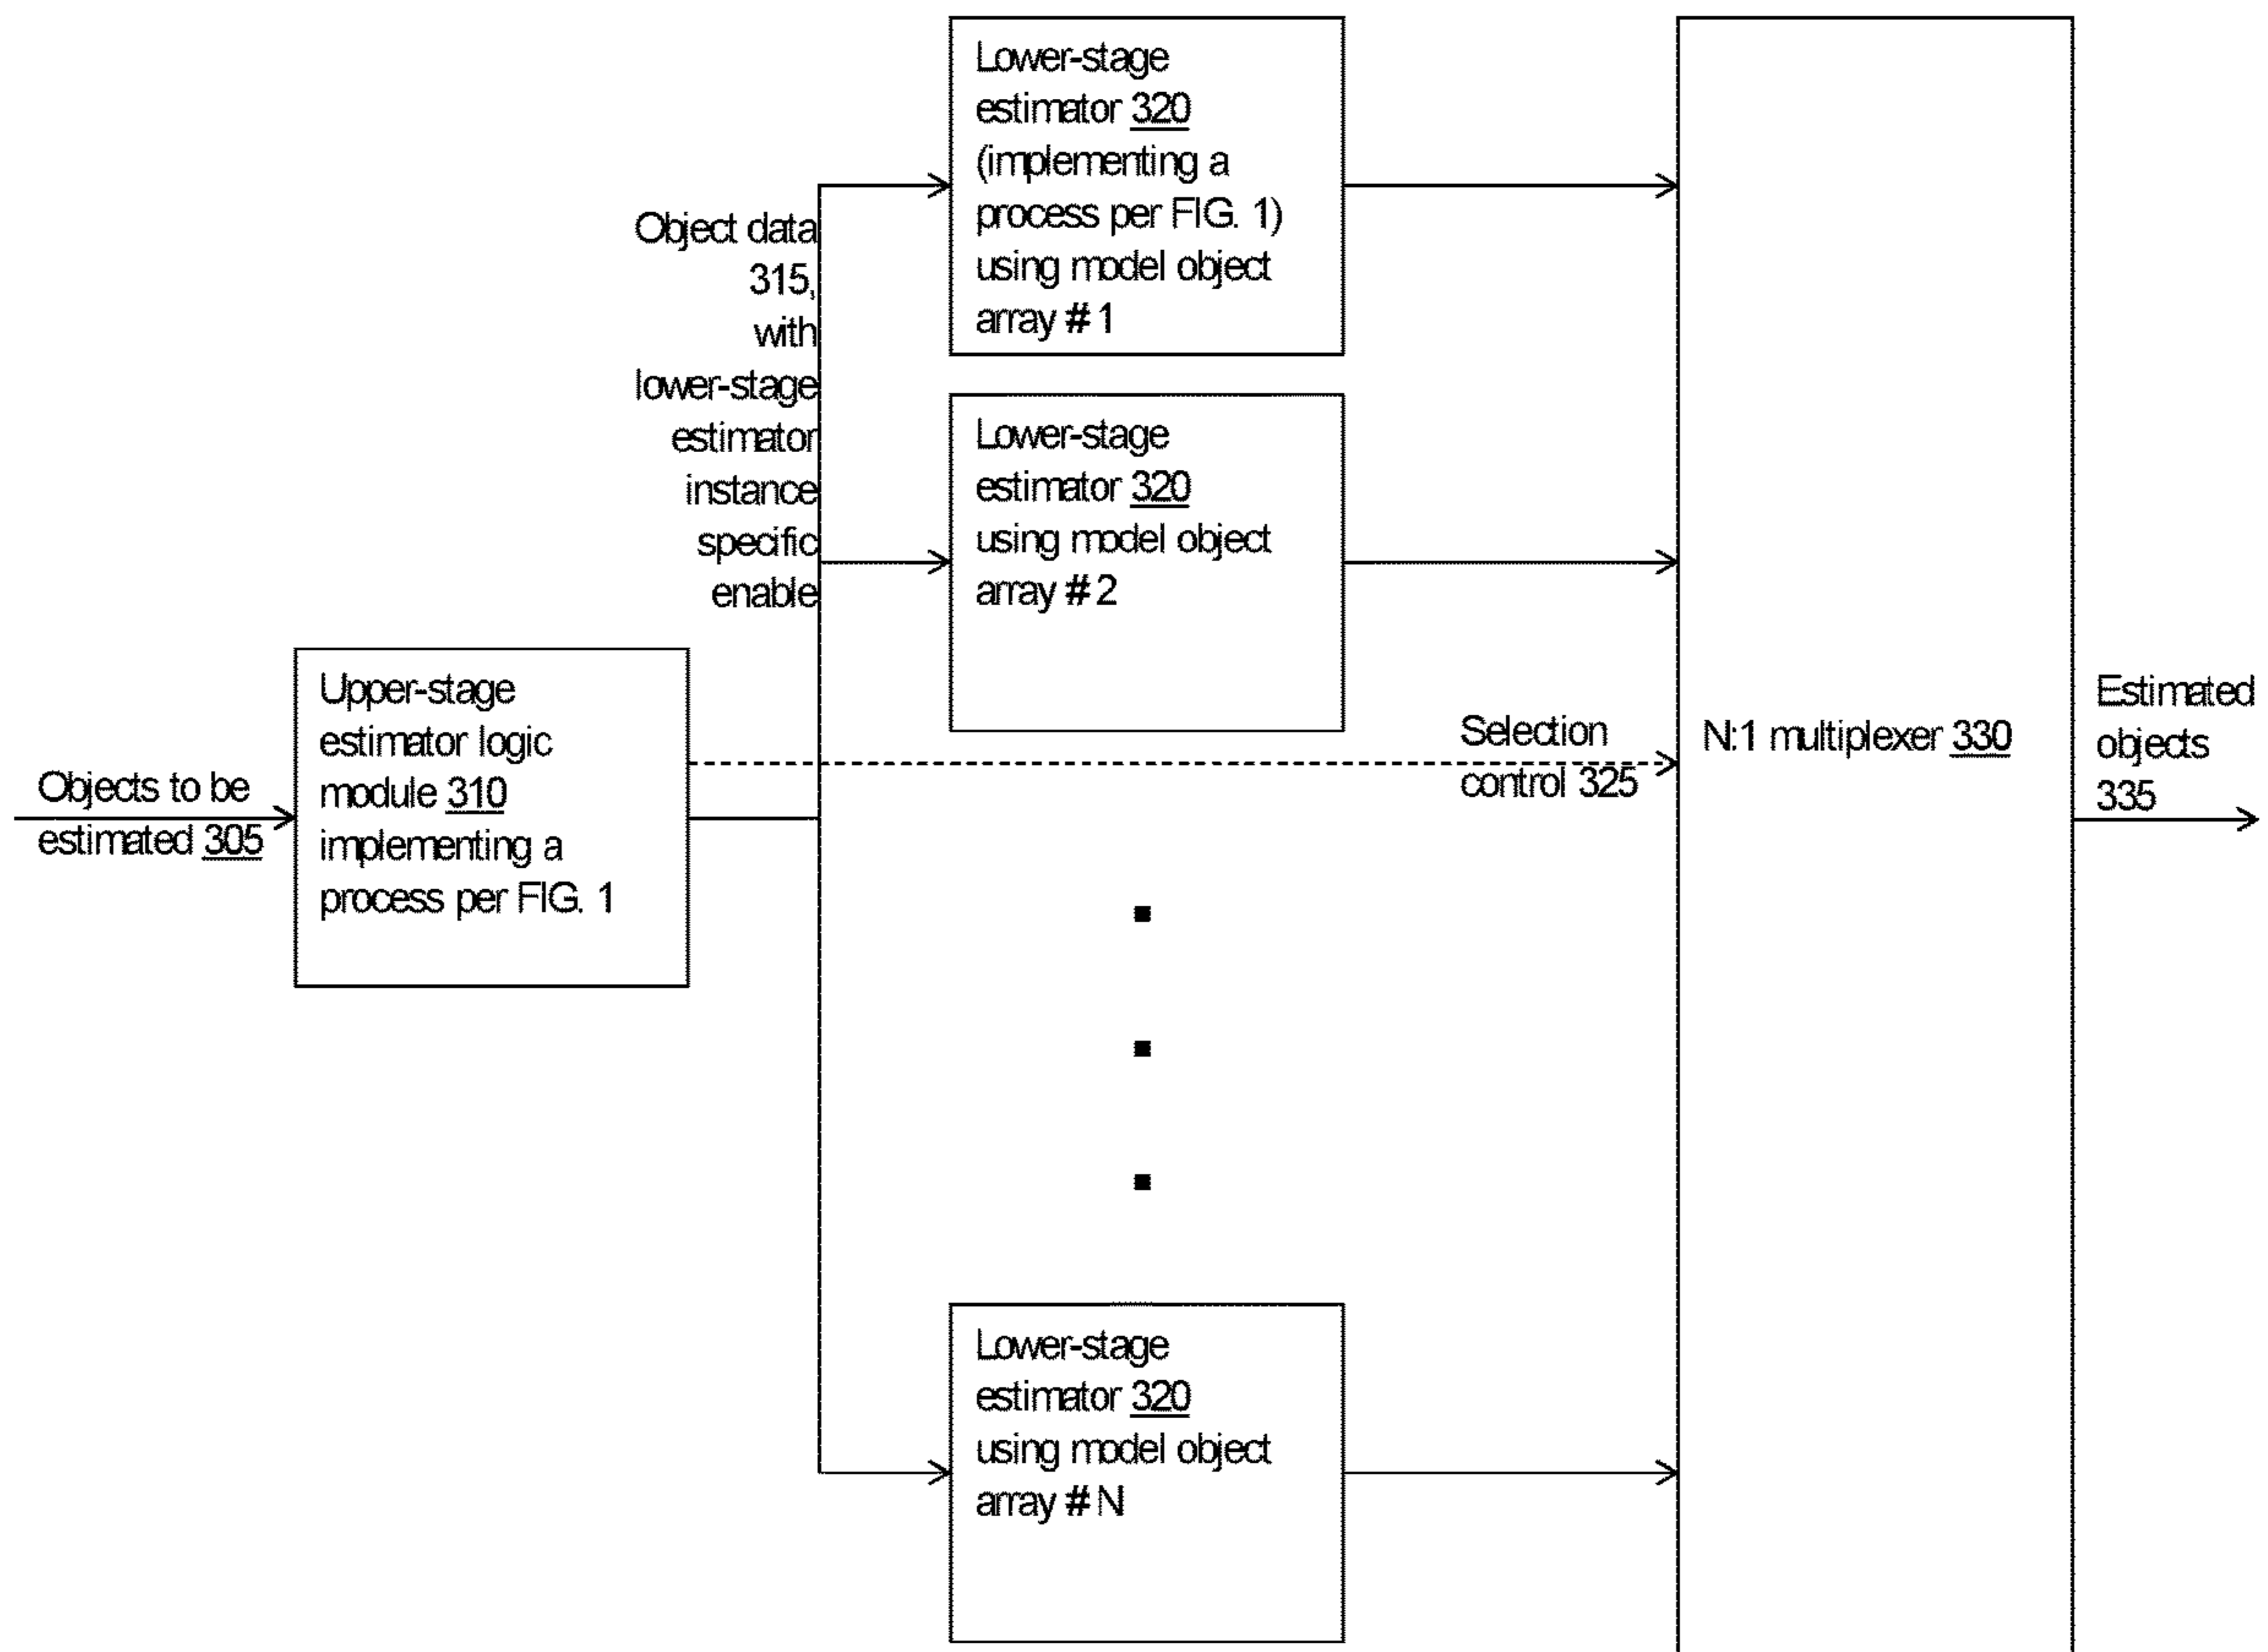 Objects to be
estimated 305
Upper-stage
estimator logic
module 310
implementing a
process per FIG. 1
Object data
315,
with
lower-stage
estimator
instance
specific
enable
Lower-stage
estimator 320
(implementing a
process per FIG. 1)
using model object
array #1
Lower-stage
estimator 320
using model object
array #2
Lower-stage
estimator 320
using model object
array #N
Selection
control 325
N:1 multiplexer 330
Estimated
objects
335